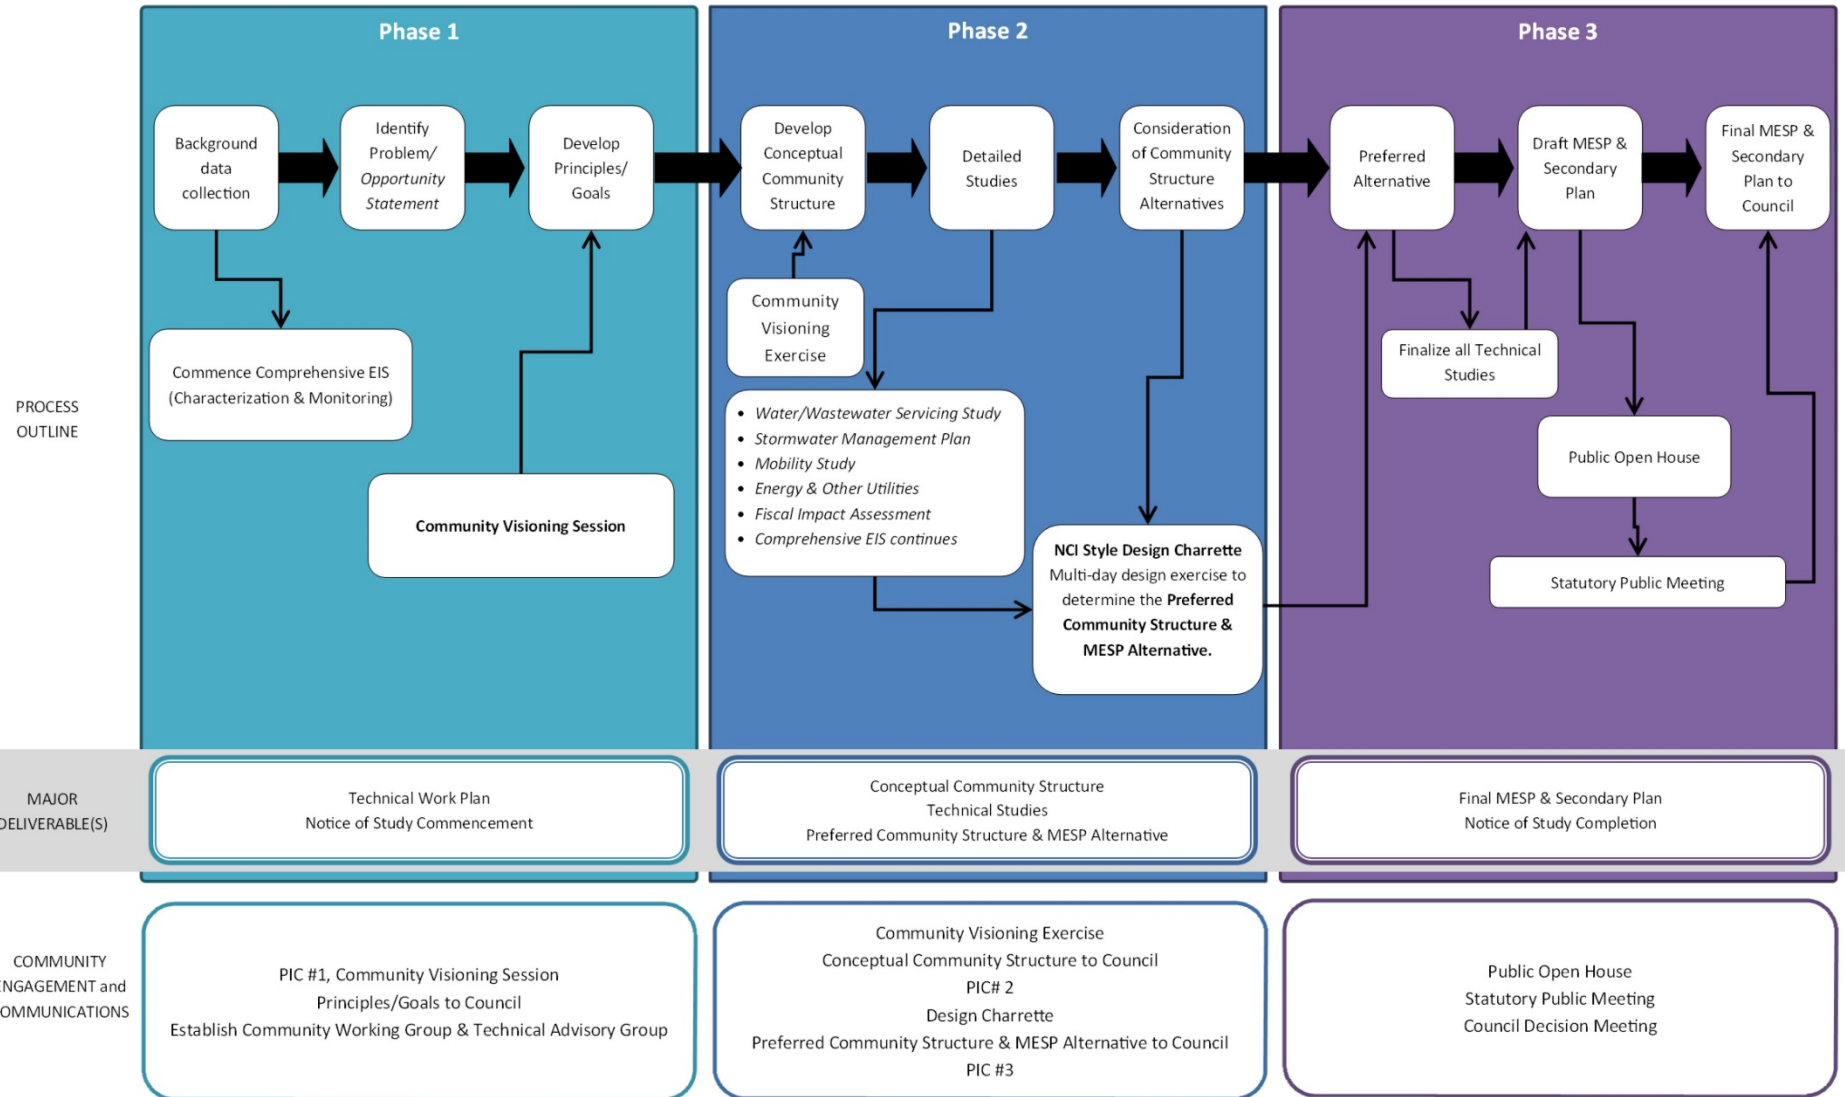 Phase 1
Phase 2
Phase 3
Background
data
collection
Identify
Problem/
Opportunity
Statement
Develop
Principles/
Goals
Develop
Conceptual
Community
Structure
Detailed
Studies
Consideration
of Community
Structure
Alternatives
Preferred
Alternative
Draft MESP &
Secondary
Plan
Final MESP &
Secondary
Plan to
Council
Commence Comprehensive EIS
(Characterization & Monitoring)
Community Visioning Session
Community
Visioning
Exercise
• Water/Wastewater Servicing Study
• Stormwater Management Plan
• Mobility Study
• Energy & Other Utilities
• Fiscal Impact Assessment
• Comprehensive EIS continues
NCI Style Design Charrette
Multi-day design exercise to
determine the Preferred
Community Structure &
MESP Alternative.
Finalize all Technical
Studies
Public Open House
Statutory Public Meeting
PROCESS
OUTLINE
MAJOR
DELIVERABLE(S)
Technical Work Plan
Notice of Study Commencement
Conceptual Community Structure
Technical Studies
Preferred Community Structure & MESP Alternative
Final MESP & Secondary Plan
Notice of Study Completion
COMMUNITY
ENGAGEMENT and
COMMUNICATIONS
PIC #1, Community Visioning Session
Principles/Goals to Council
Establish Community Working Group & Technical Advisory Group
Community Visioning Exercise
Conceptual Community Structure to Council
PIC# 2
Design Charrette
Preferred Community Structure & MESP Alternative to Council
PIC #3
Public Open House
Statutory Public Meeting
Council Decision Meeting